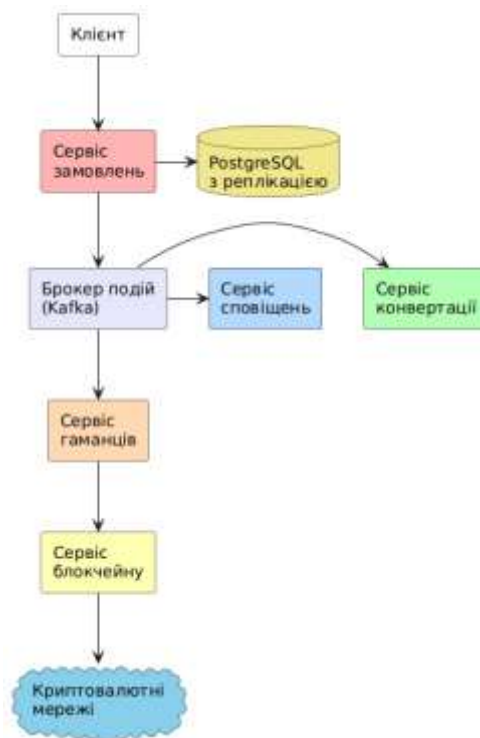 Клієнт
Сервіс
замовлень
PostgreSQL
з реплікацією
Брокер подій
(Kafka)
Сервіс
сповіщень
Сервіс
конвертації
Сервіс
гаманців
Сервіс
блокчейну
Криптовалютні
мережі